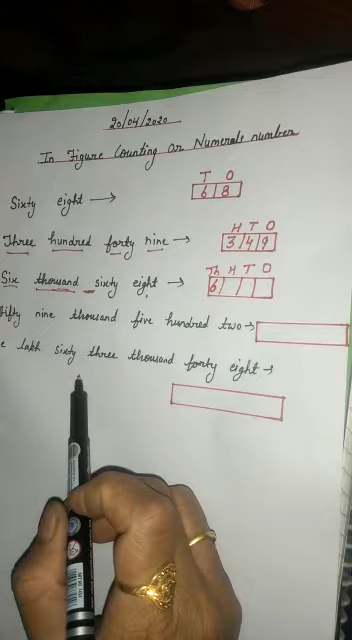 20/04/2020
In Figure Counting or Numerals number
T O
Sixty eight → 6 8
H T O
Three hundred forty nine → 3 4 9
Th H T O
Six thousand sixty eight → 6
fifty nine thousand five hundred two →
lakh sixty three thousand forty eight →